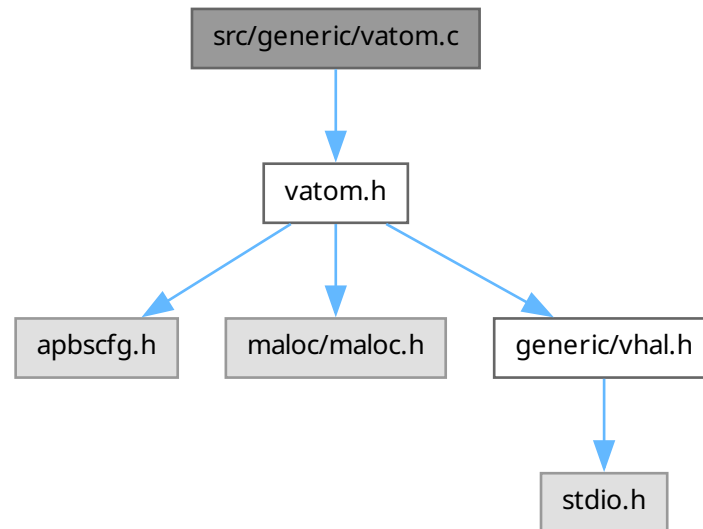 src/generic/vatom.c
vatom.h
apbscfg.h
maloc/maloc.h
generic/vhal.h
stdio.h